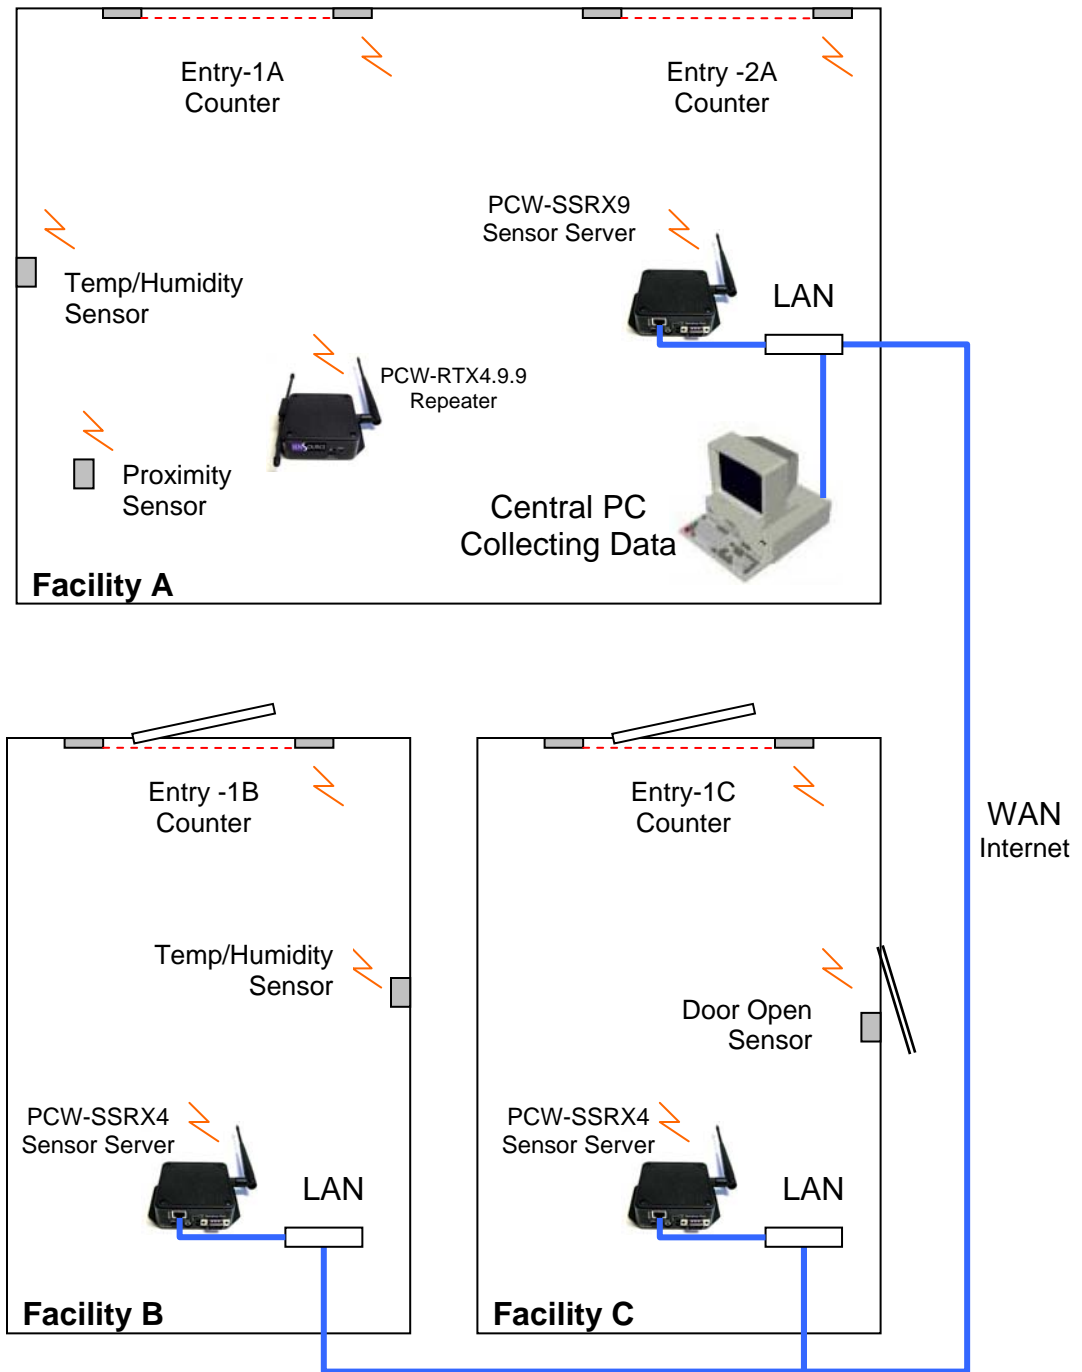 Entry-1A
Counter
Entry -2A
Counter
PCW-SSRX9
Sensor Server
Temp/Humidity
Sensor
LAN
PCW-RTX4.9.9
Repeater
Proximity
Sensor
Central PC
Collecting Data
Facility A
Entry -1B
Counter
Entry-1C
Counter
WAN
Internet
Temp/Humidity
Sensor
Door Open
Sensor
PCW-SSRX4
Sensor Server
LAN
PCW-SSRX4
Sensor Server
LAN
Facility B
Facility C